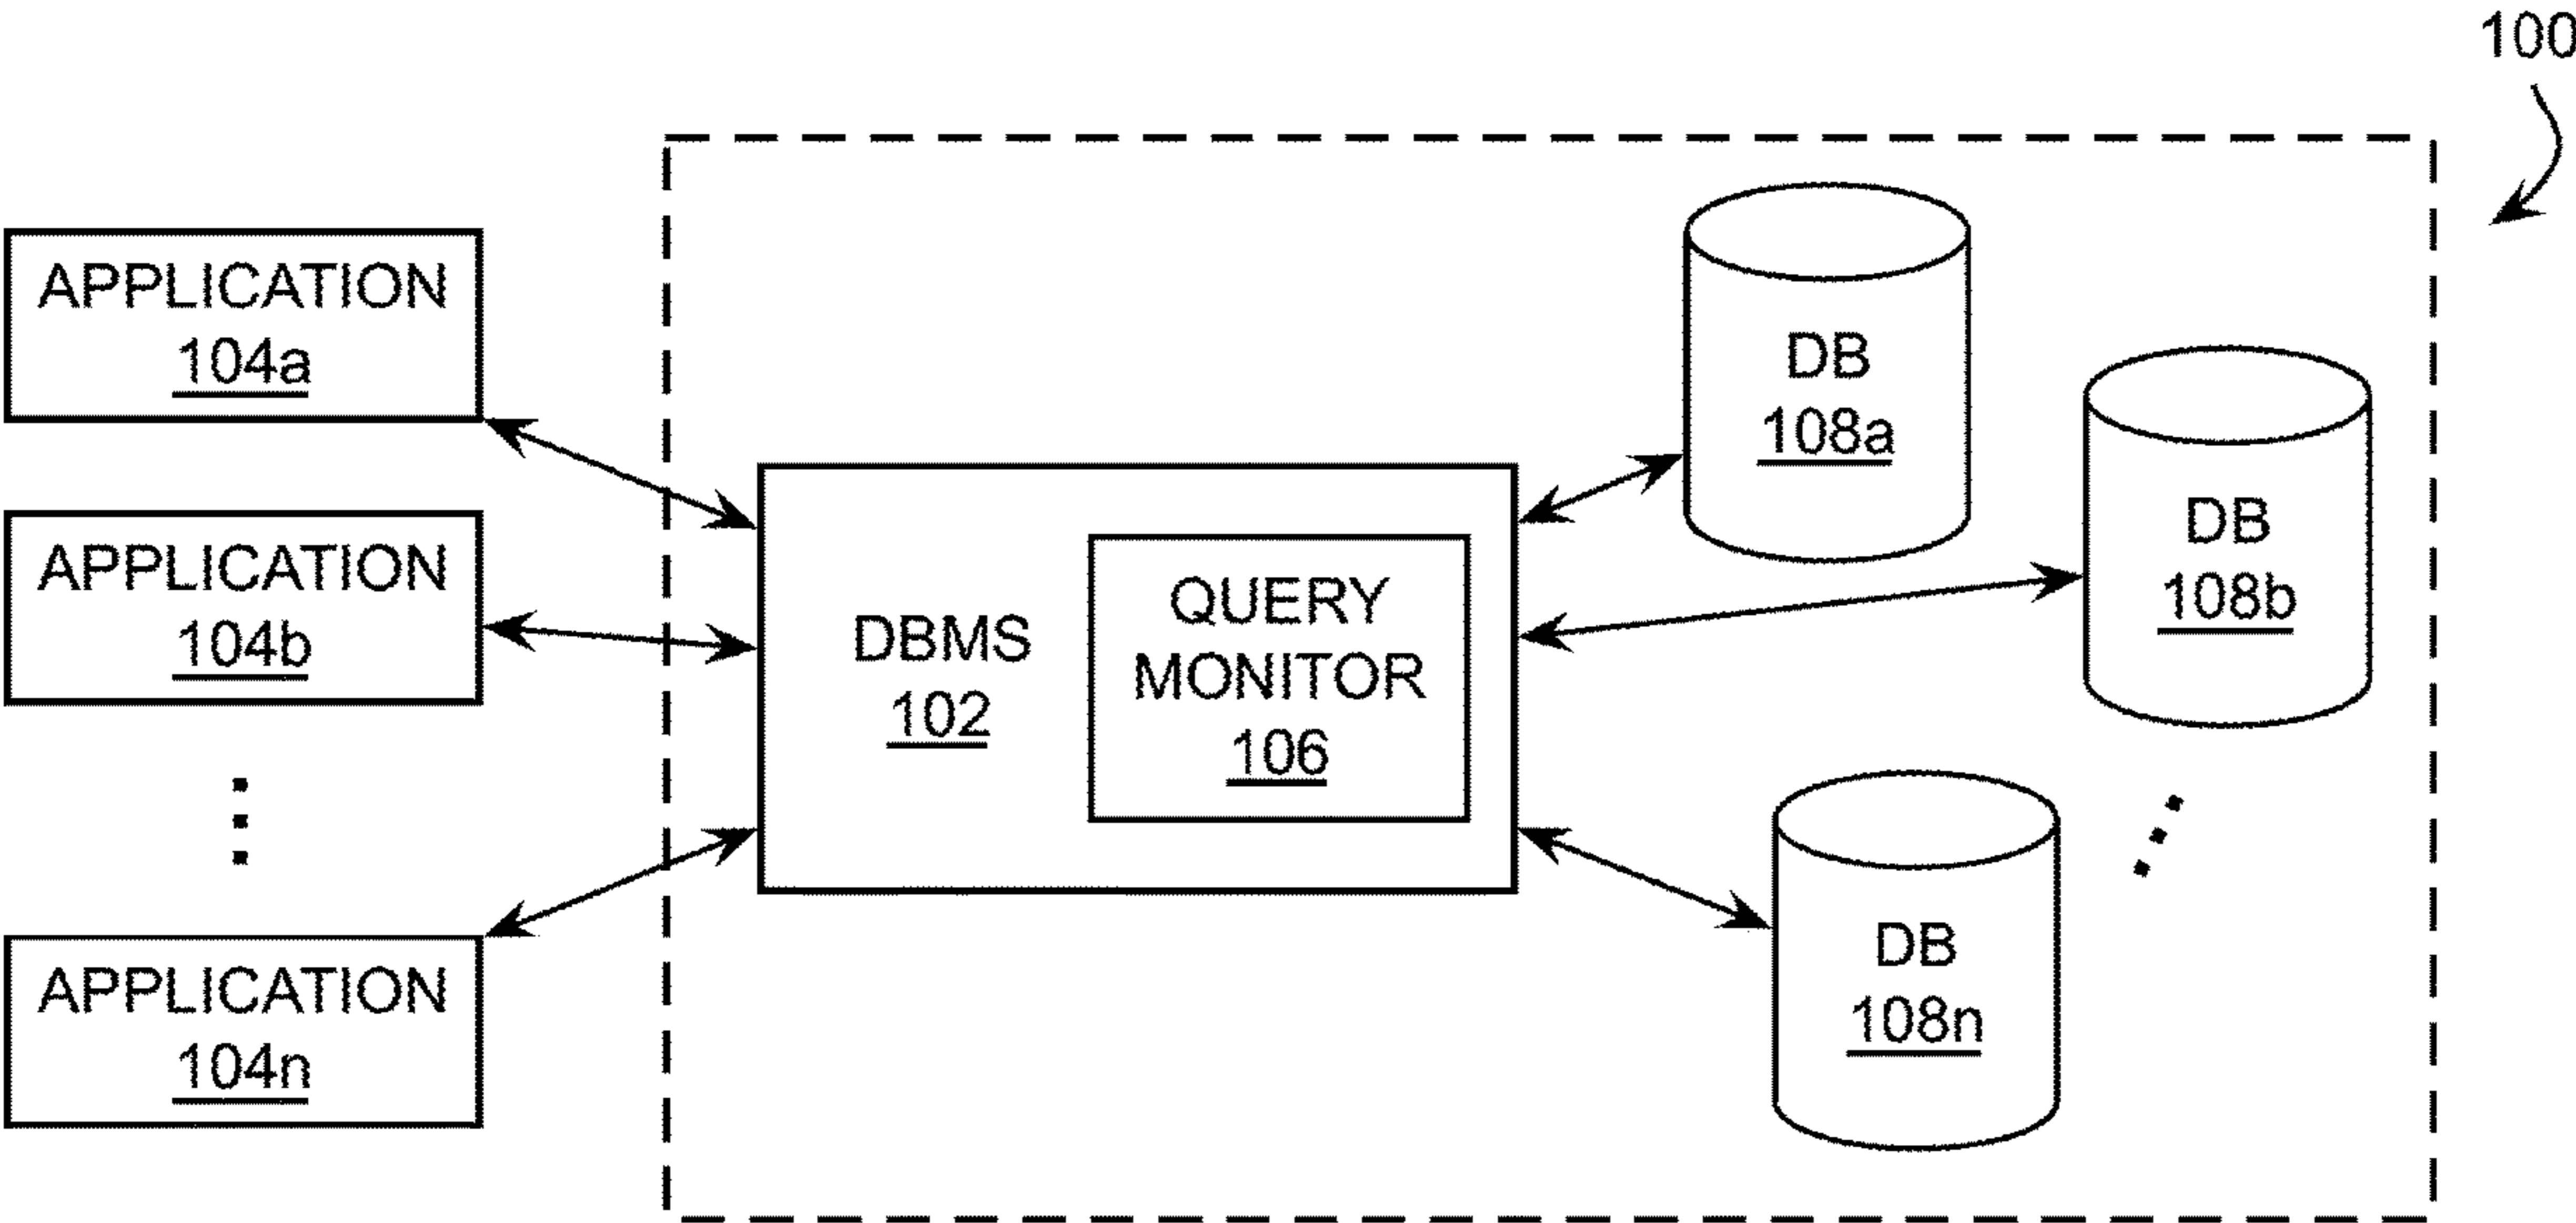 100
APPLICATION
104a
APPLICATION
104b
APPLICATION
104n
DBMS
102
QUERY
MONITOR
106
DB
108a
DB
108b
DB
108n